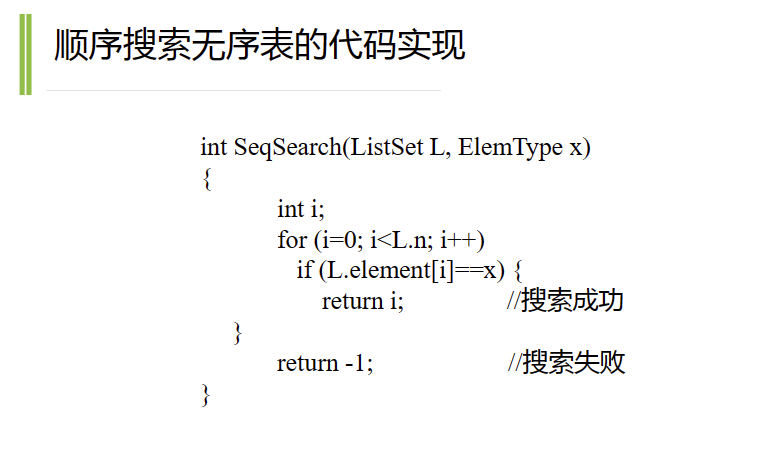 顺序搜索无序表的代码实现
int SeqSearch(ListSet L, ElemType x)
{
int i;
for (i=0; i<L.n; i++)
if (L.element[i]==x) {
return i; //搜索成功
}
return -1; //搜索失败
}